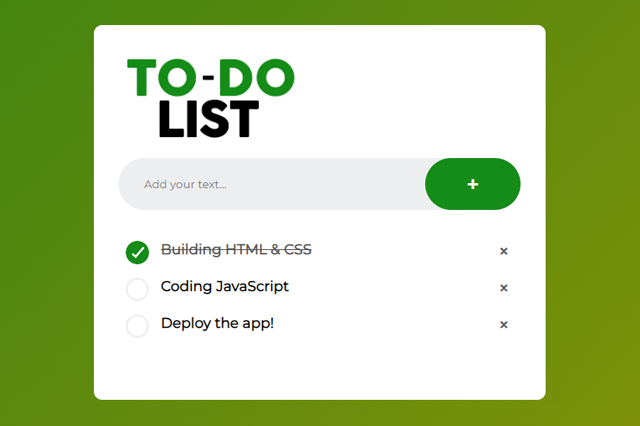 TO-DO
LIST
Add your text...
+
Building HTML & CSS ×
Coding JavaScript ×
Deploy the app! ×